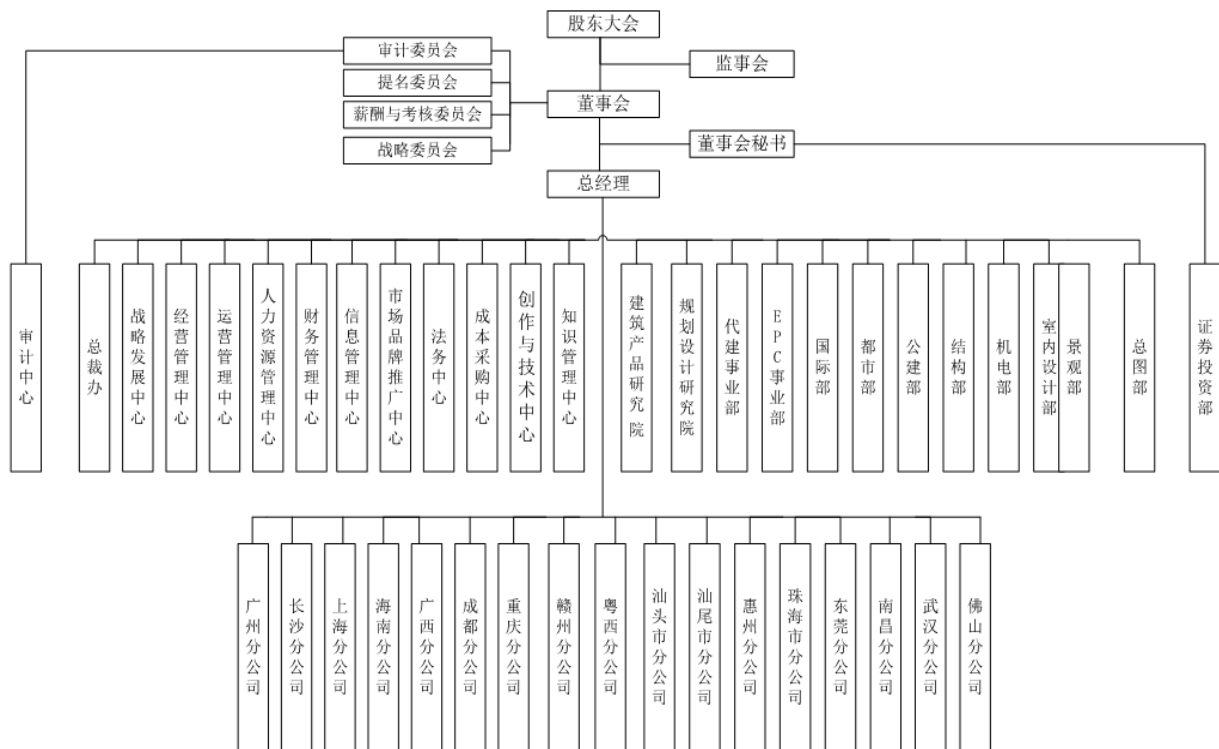 股东大会
审计委员会
监事会
提名委员会
董事会
薪酬与考核委员会
董事会秘书
战略委员会
总经理
审计中心
总裁办
战略发展中心
经营管理中心
运营管理中心
人力资源管理中心
财务管理中心
信息管理中心
市场品牌推广中心
法务中心
成本采购中心
创作与技术中心
知识管理中心
建筑产品研究院
规划设计研究院
代建事业部
EPC事业部
国际部
都市部
公建部
结构部
机电部
室内设计部
景观部
总图部
证券投资部
广州分公司
长沙分公司
上海分公司
海南分公司
广西分公司
成都分公司
重庆分公司
赣州分公司
粤西分公司
汕头市分公司
汕尾市分公司
惠州分公司
珠海市分公司
东莞分公司
南昌分公司
武汉分公司
佛山分公司